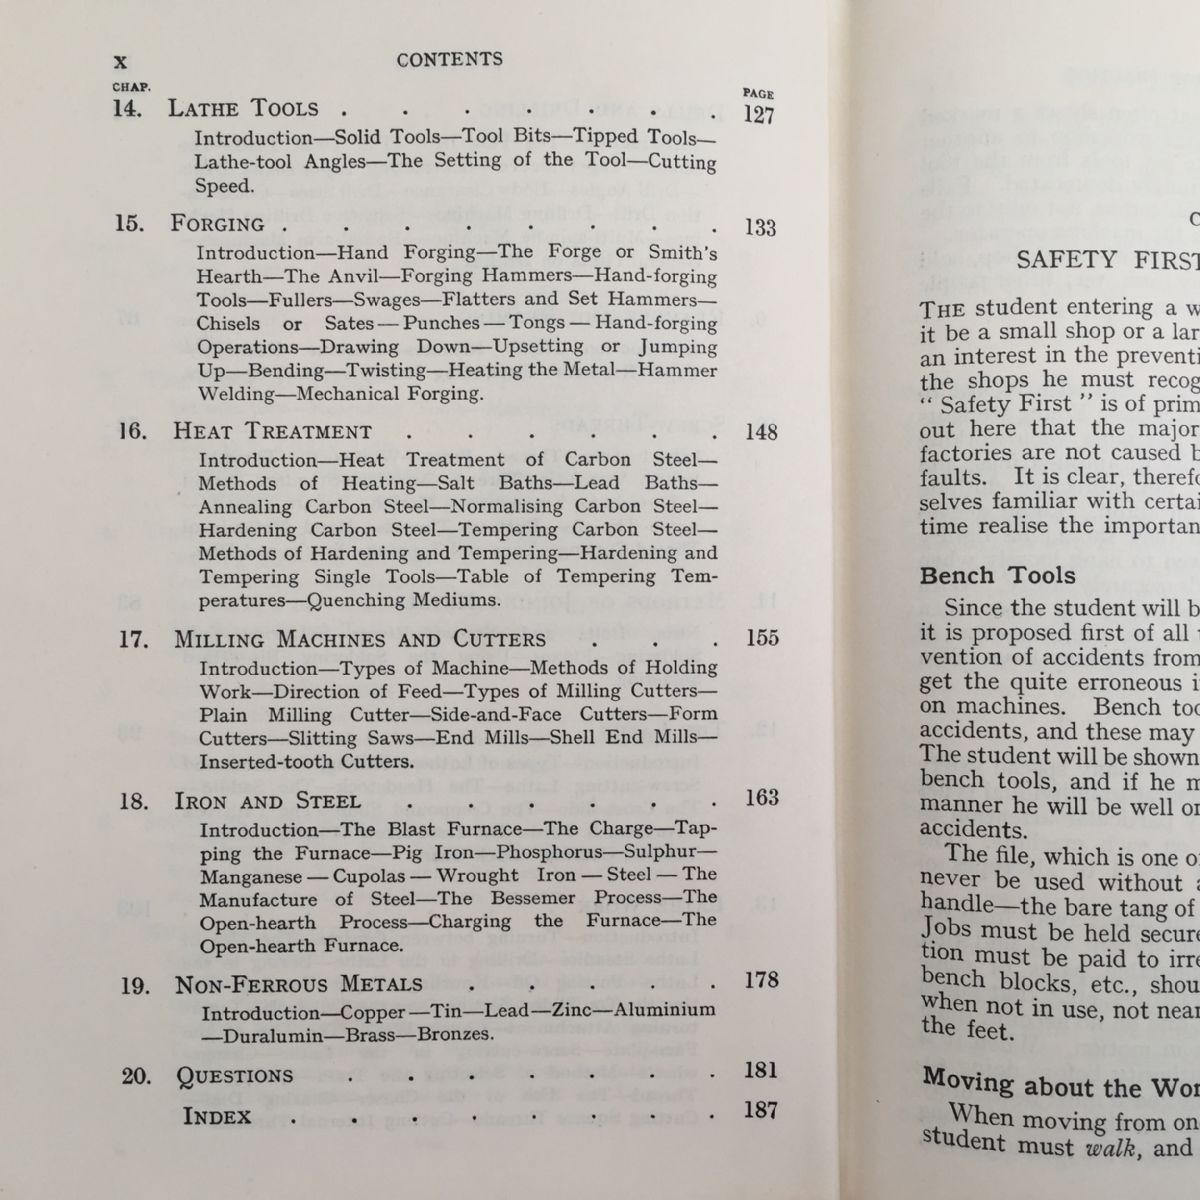 x CONTENTS
CHAP. PAGE
14. LATHE TOOLS . . . . . . . 127
Introduction—Solid Tools—Tool Bits—Tipped Tools—
Lathe-tool Angles—The Setting of the Tool—Cutting
Speed.
15. FORGING . . . . . . . . 133
Introduction—Hand Forging—The Forge or Smith's
Hearth—The Anvil—Forging Hammers—Hand-forging
Tools—Fullers—Swages—Flatters and Set Hammers—
Chisels or Sates—Punches—Tongs—Hand-forging
Operations—Drawing Down—Upsetting or Jumping
Up—Bending—Twisting—Heating the Metal—Hammer
Welding—Mechanical Forging.
16. HEAT TREATMENT . . . . . . 148
Introduction—Heat Treatment of Carbon Steel—
Methods of Heating—Salt Baths—Lead Baths—
Annealing Carbon Steel—Normalising Carbon Steel—
Hardening Carbon Steel—Tempering Carbon Steel—
Methods of Hardening and Tempering—Hardening and
Tempering Single Tools—Table of Tempering Tem-
peratures—Quenching Mediums.
17. MILLING MACHINES AND CUTTERS . . . 155
Introduction—Types of Machine—Methods of Holding
Work—Direction of Feed—Types of Milling Cutters—
Plain Milling Cutter—Side-and-Face Cutters—Form
Cutters—Slitting Saws—End Mills—Shell End Mills—
Inserted-tooth Cutters.
18. IRON AND STEEL . . . . . . 163
Introduction—The Blast Furnace—The Charge—Tap-
ping the Furnace—Pig Iron—Phosphorus—Sulphur—
Manganese—Cupolas—Wrought Iron—Steel—The
Manufacture of Steel—The Bessemer Process—The
Open-hearth Process—Charging the Furnace—The
Open-hearth Furnace.
19. NON-FERROUS METALS . . . . . 178
Introduction—Copper—Tin—Lead—Zinc—Aluminium
—Duralumin—Brass—Bronzes.
20. QUESTIONS . . . . . . . 181
INDEX . . . . . . . . 187
C
SAFETY FIRST
THE student entering a w
it be a small shop or a lar
an interest in the preventi
the shops he must recog
“ Safety First ” is of prim
out here that the major
factories are not caused b
faults. It is clear, therefo
selves familiar with certai
time realise the importan
Bench Tools
Since the student will b
it is proposed first of all t
vention of accidents from
get the quite erroneous i
on machines. Bench too
accidents, and these may
The student will be shown
bench tools, and if he m
manner he will be well on
accidents.
The file, which is one o
never be used without a
handle—the bare tang of
Jobs must be held secure
tion must be paid to irre
bench blocks, etc., shou
when not in use, not near
the feet.
Moving about the Wor
When moving from on
student must walk, and